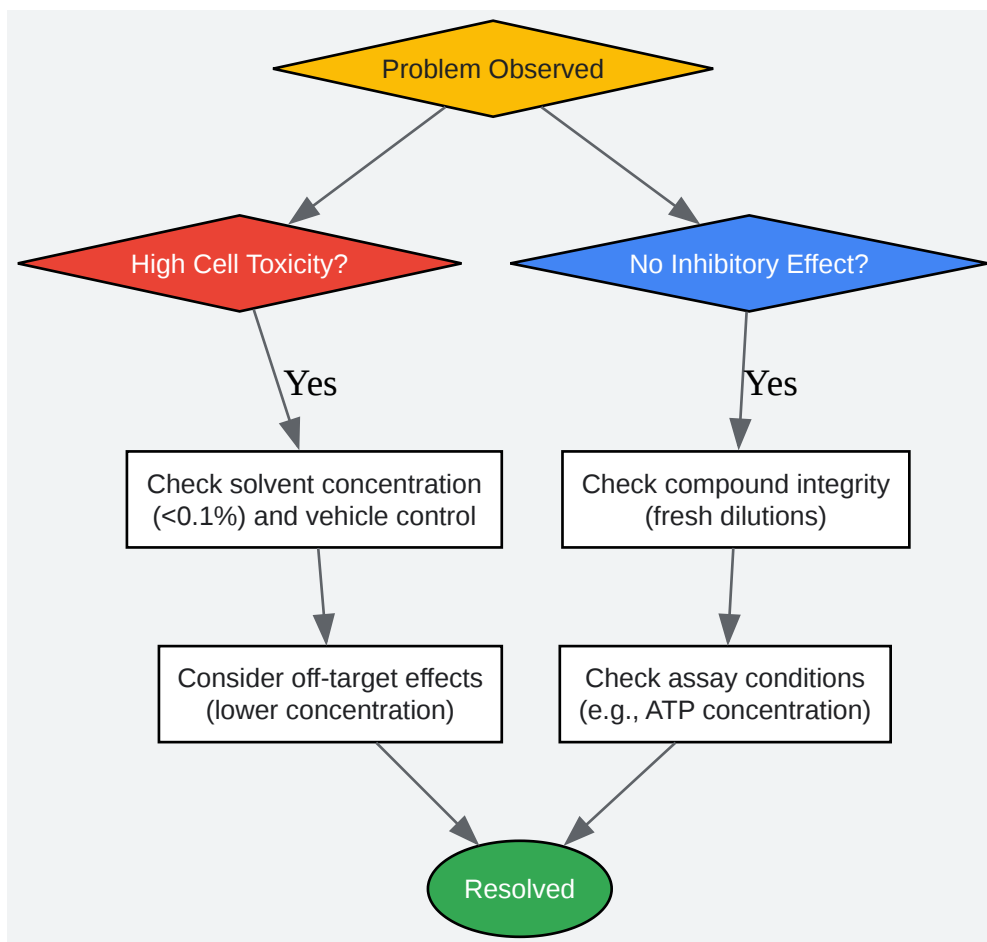 Problem Observed
High Cell Toxicity?
No Inhibitory Effect?
Yes
Yes
Check solvent concentration
(<0.1%) and vehicle control
Check compound integrity
(fresh dilutions)
Consider off-target effects
(lower concentration)
Check assay conditions
(e.g., ATP concentration)
Resolved